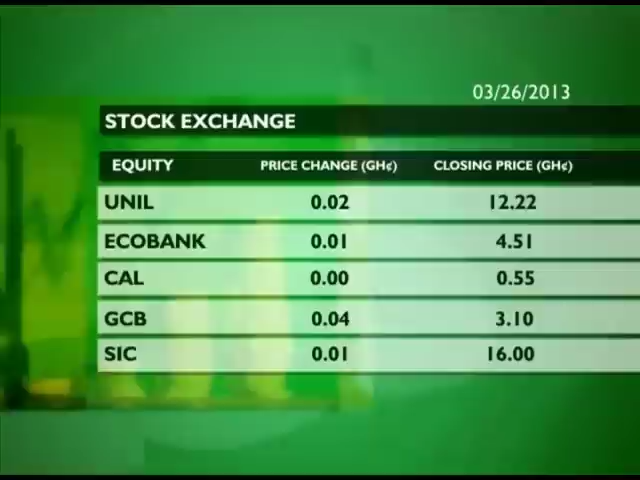 03/26/2013
STOCK EXCHANGE
EQUITY PRICE CHANGE (GH¢) CLOSING PRICE (GH¢)
UNIL 0.02 12.22
ECOBANK 0.01 4.51
CAL 0.00 0.55
GCB 0.04 3.10
SIC 0.01 16.00